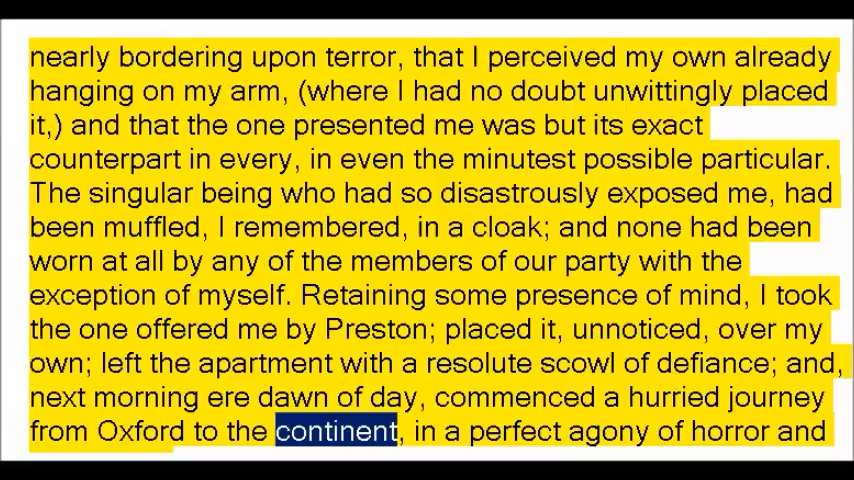 nearly bordering upon terror, that I perceived my own already
hanging on my arm, (where I had no doubt unwittingly placed
it,) and that the one presented me was but its exact
counterpart in every, in even the minutest possible particular.
The singular being who had so disastrously exposed me, had
been muffled, I remembered, in a cloak; and none had been
worn at all by any of the members of our party with the
exception of myself. Retaining some presence of mind, I took
the one offered me by Preston; placed it, unnoticed, over my
own; left the apartment with a resolute scowl of defiance; and,
next morning ere dawn of day, commenced a hurried journey
from Oxford to the continent, in a perfect agony of horror and